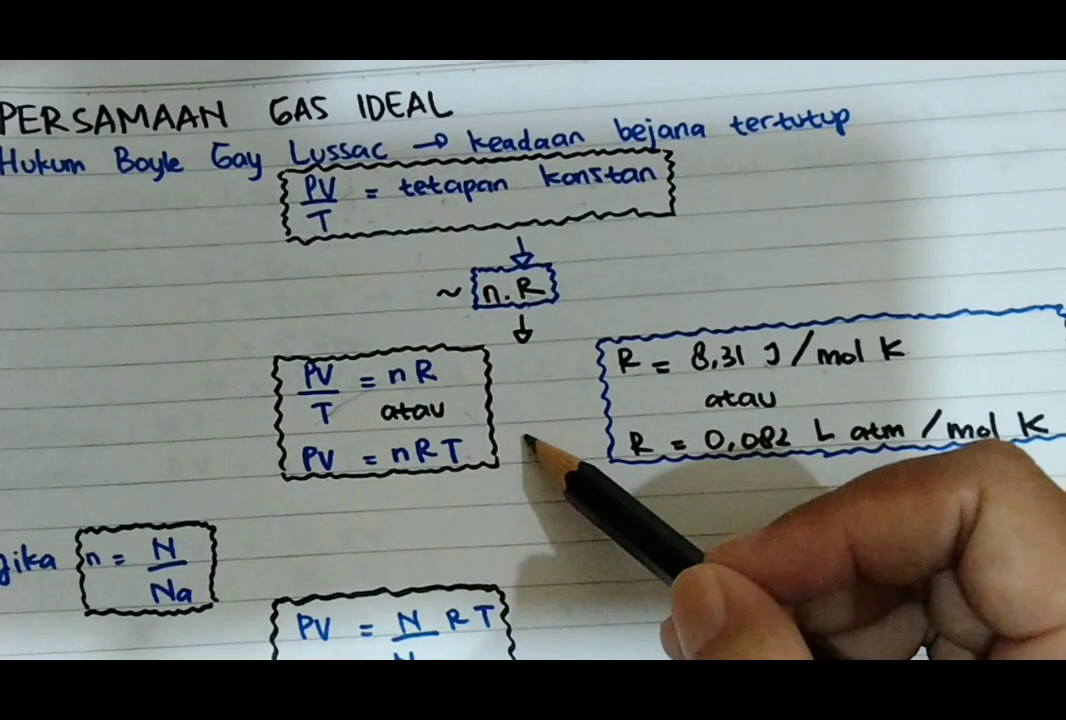 PERSAMAAN GAS IDEAL
Hukum Boyle Gay Lussac → keadaan bejana tertutup
PV/T = tetapan konstan
~ n.R
PV/T = nR
atau
PV = nRT
R = 8,31 J/mol K
atau
R = 0,082 L atm/mol K
jika n = N/Na
PV = N RT